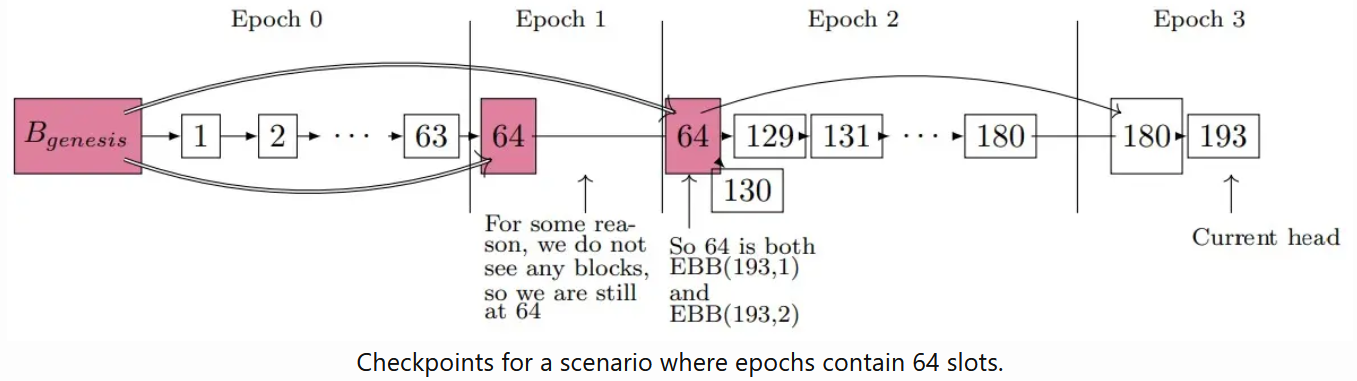 Epoch 0
Epoch 1
Epoch 2
Epoch 3
B_genesis
1
2
· · ·
63
64
64
129
131
· · ·
180
180
193
130
For some rea-
son, we do not
see any blocks,
so we are still
at 64
So 64 is both
EBB(193,1)
and
EBB(193,2)
Current head
Checkpoints for a scenario where epochs contain 64 slots.